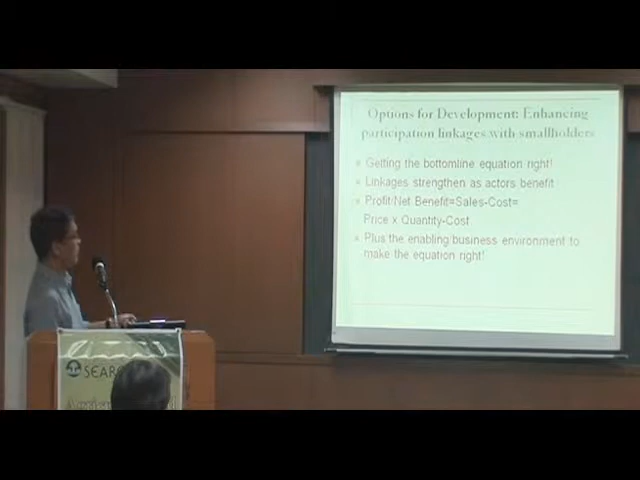 Options for Development: Enhancing
participation linkages with smallholders
Getting the bottomline equation right!
Linkages strengthen as actors benefit
Profit/Net Benefit=Sales-Cost=
Price x Quantity-Cost
Plus the enabling business environment to
make the equation right!